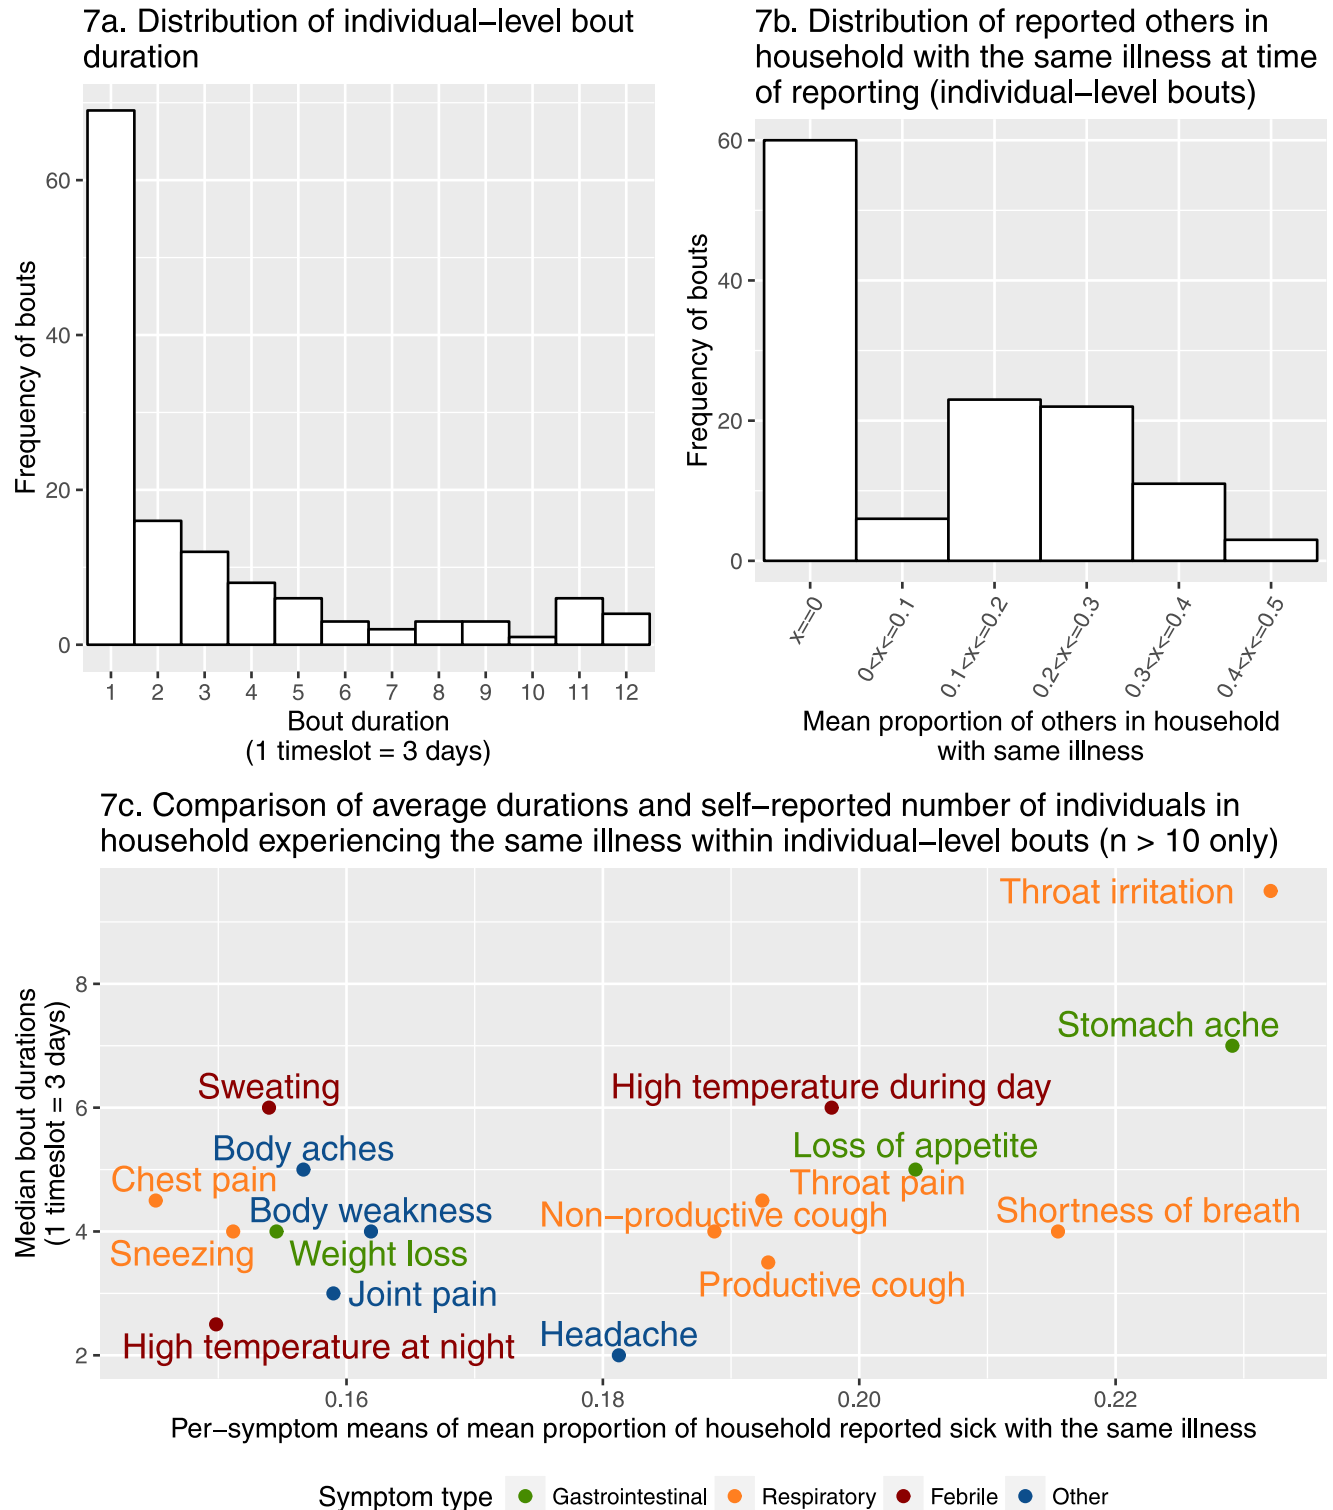 7a. Distribution of individual−level bout
duration
Frequency of bouts
60
40
20
0
1 2 3 4 5 6 7 8 9 10 11 12
Bout duration
(1 timeslot = 3 days)
7b. Distribution of reported others in
household with the same illness at time
of reporting (individual−level bouts)
Frequency of bouts
60
40
20
0
x==0
0<x<=0.1
0.1<x<=0.2
0.2<x<=0.3
0.3<x<=0.4
0.4<x<=0.5
Mean proportion of others in household
with same illness
7c. Comparison of average durations and self−reported number of individuals in
household experiencing the same illness within individual−level bouts (n > 10 only)
Median bout durations
(1 timeslot = 3 days)
8
6
4
2
Throat irritation
Stomach ache
Sweating
High temperature during day
Body aches
Loss of appetite
Chest pain
Throat pain
Body weakness
Non−productive cough
Shortness of breath
Sneezing
Weight loss
Productive cough
Joint pain
High temperature at night
Headache
0.16 0.18 0.20 0.22
Per−symptom means of mean proportion of household reported sick with the same illness
Symptom type Gastrointestinal Respiratory Febrile Other